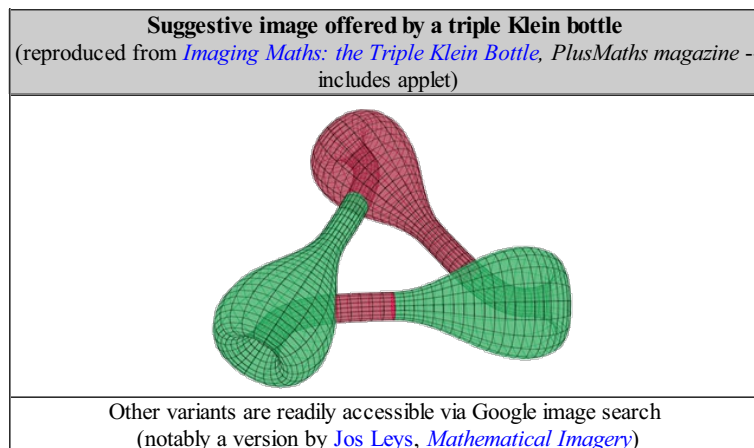 Suggestive image offered by a triple Klein bottle
(reproduced from Imaging Maths: the Triple Klein Bottle, PlusMaths magazine -
includes applet)
Other variants are readily accessible via Google image search
(notably a version by Jos Leys, Mathematical Imagery)